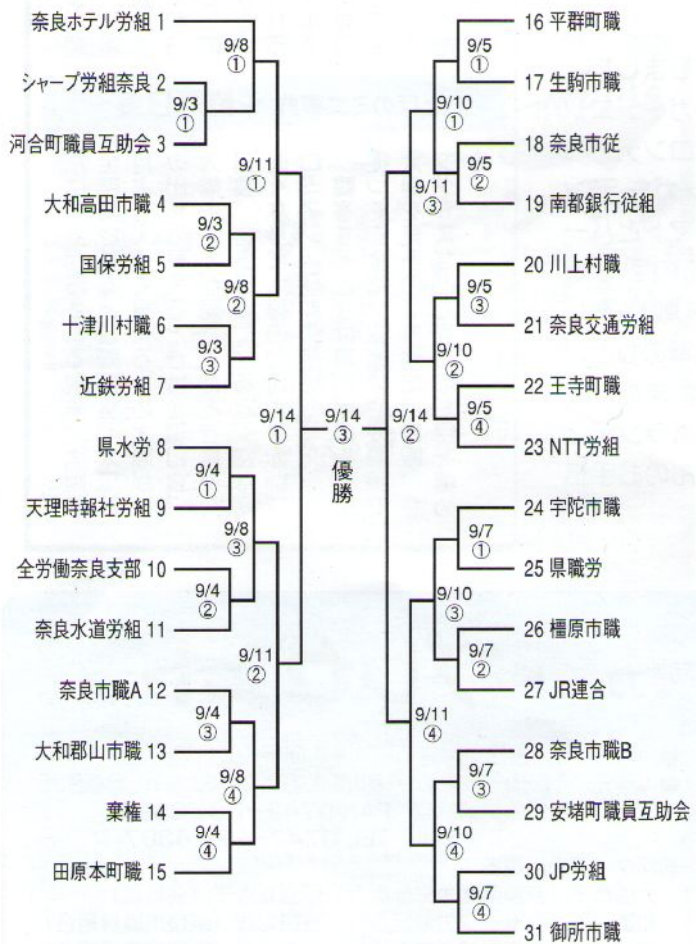 奈良ホテル労組 1
シャープ労組奈良 2
河合町職員互助会 3
大和高田市職 4
国保労組 5
十津川村職 6
近鉄労組 7
県水労 8
天理時報社労組 9
全労働奈良支部 10
奈良水道労組 11
奈良市職A 12
大和郡山市職 13
棄権 14
田原本町職 15
9/3
①
9/3
②
9/3
③
9/4
①
9/4
②
9/4
③
9/4
④
9/8
①
9/8
②
9/8
③
9/8
④
9/11
①
9/11
②
9/14
①
9/14
③
優勝
9/14
②
9/11
③
9/11
④
9/10
①
9/10
②
9/10
③
9/10
④
9/5
①
9/5
②
9/5
③
9/5
④
9/7
①
9/7
②
9/7
③
9/7
④
16 平群町職
17 生駒市職
18 奈良市従
19 南都銀行従組
20 川上村職
21 奈良交通労組
22 王寺町職
23 NTT労組
24 宇陀市職
25 県職労
26 橿原市職
27 JR連合
28 奈良市職B
29 安堵町職員互助会
30 JP労組
31 御所市職